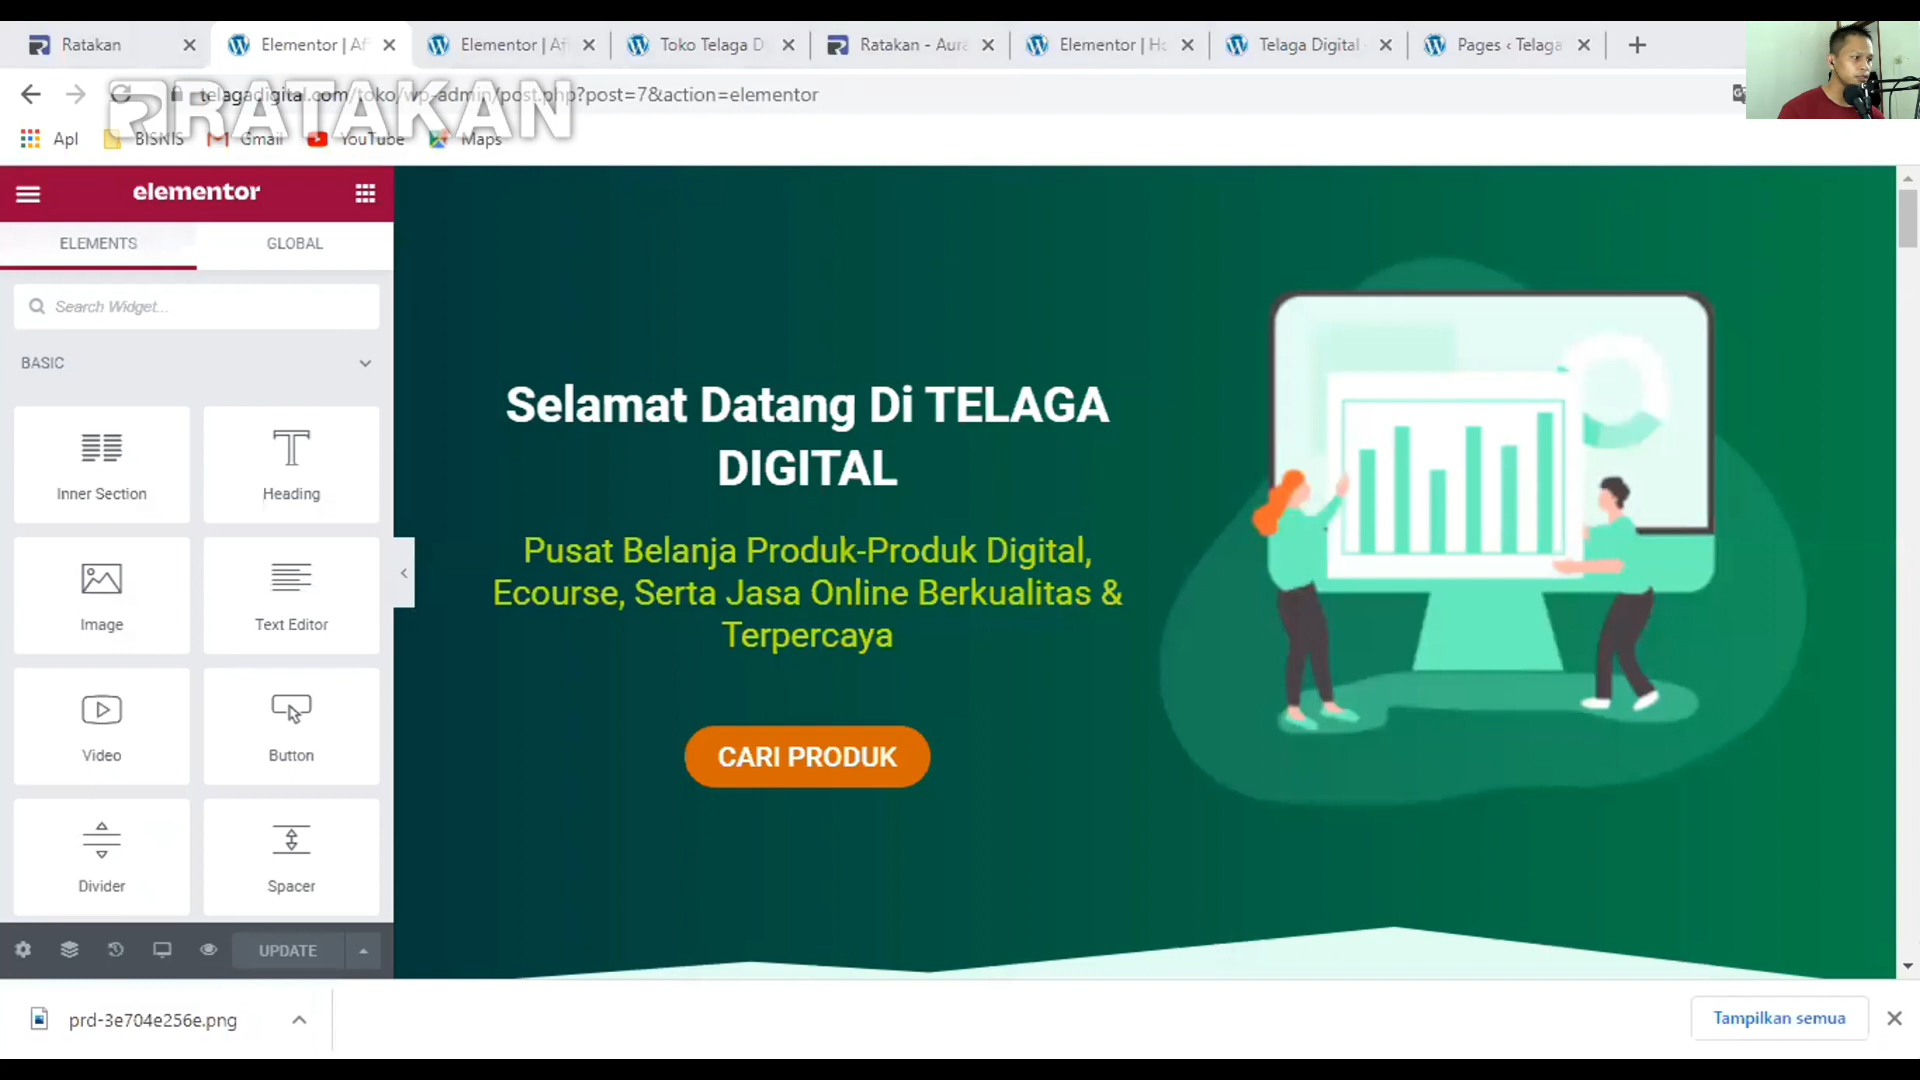 Ratakan
Elementor | Af
Elementor | Af
Toko Telaga D
Ratakan - Aura
Elementor | Ho
Telaga Digital
Pages ‹ Telaga
telagadigital.com/toko/wp-admin/post.php?post=7&action=elementor
RATAKAN
Apl
BISNIS
Gmail
YouTube
Maps
elementor
ELEMENTS
GLOBAL
Search Widget...
BASIC
Inner Section
Heading
Image
Text Editor
Video
Button
Divider
Spacer
UPDATE
Selamat Datang Di TELAGA
DIGITAL
Pusat Belanja Produk-Produk Digital,
Ecourse, Serta Jasa Online Berkualitas &
Terpercaya
CARI PRODUK
prd-3e704e256e.png
Tampilkan semua